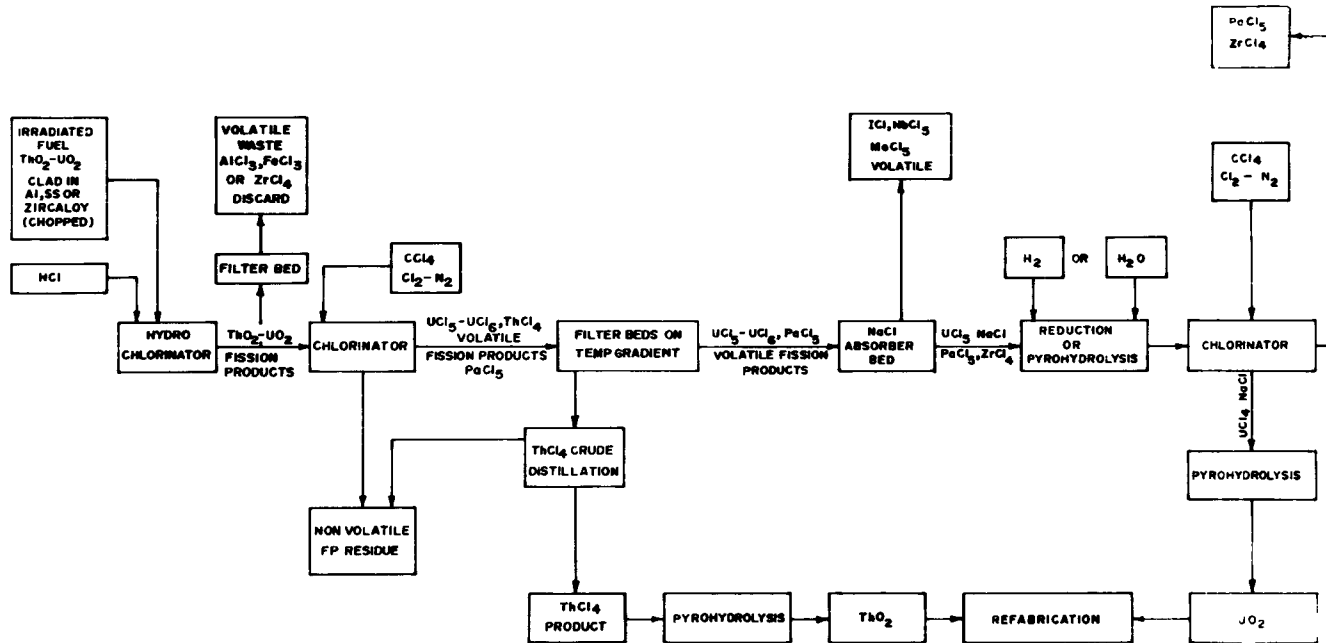 PaCl5
ZrCl4
IRRADIATED
FUEL
ThO2-UO2
CLAD IN
Al,SS OR
ZIRCALOY
(CHOPPED)
VOLATILE
WASTE
AlCl3,FeCl3
OR ZrCl4
DISCARD
ICl,NbCl5
MoCl5
VOLATILE
CCl4
Cl2-N2
HCl
FILTER BED
CCl4
Cl2-N2
H2
OR
H2O
HYDRO
CHLORINATOR
ThO2-UO2
FISSION
PRODUCTS
CHLORINATOR
UCl5-UCl6,ThCl4
VOLATILE
FISSION PRODUCTS
PaCl5
FILTER BEDS ON
TEMP GRADIENT
UCl5-UCl6, PaCl5
VOLATILE FISSION
PRODUCTS
NaCl
ABSORBER
BED
UCl5 NaCl
PaCl5,ZrCl4
REDUCTION
OR
PYROHYDROLYSIS
CHLORINATOR
UCl4 NaCl
ThCl4 CRUDE
DISTILLATION
PYROHYDROLYSIS
NON VOLATILE
FP RESIDUE
ThCl4
PRODUCT
PYROHYDROLYSIS
ThO2
REFABRICATION
UO2